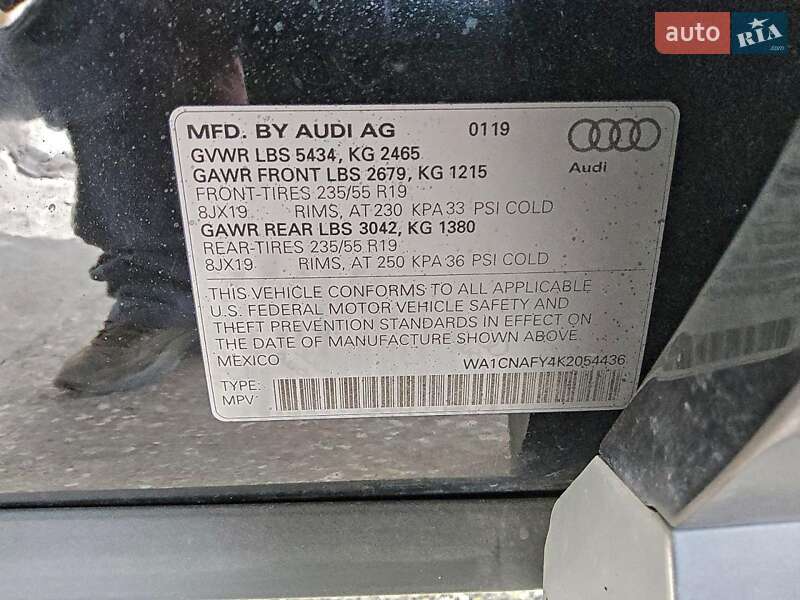 auto RIA .com
MFD. BY AUDI AG 0119
GVWR LBS 5434, KG 2465
GAWR FRONT LBS 2679, KG 1215
Audi
FRONT-TIRES 235/55 R19
8JX19 RIMS, AT 230 KPA 33 PSI COLD
GAWR REAR LBS 3042, KG 1380
REAR-TIRES 235/55 R19
8JX19 RIMS, AT 250 KPA 36 PSI COLD
THIS VEHICLE CONFORMS TO ALL APPLICABLE
U.S. FEDERAL MOTOR VEHICLE SAFETY AND
THEFT PREVENTION STANDARDS IN EFFECT ON
THE DATE OF MANUFACTURE SHOWN ABOVE.
MEXICO WA1CNAFY4K2054436
TYPE:
MPV